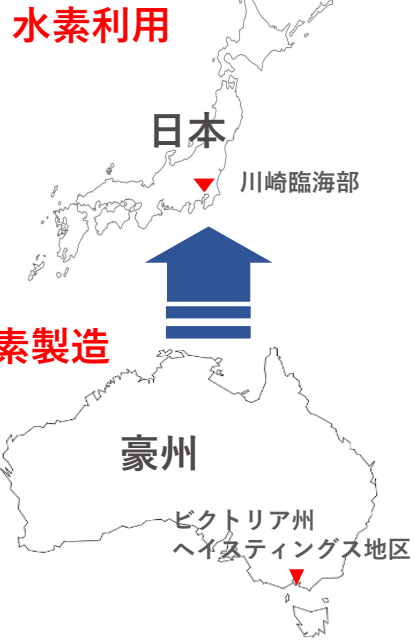 水素利用
日本
川崎臨海部
素製造
豪州
ビクトリア州
ヘイスティングス地区